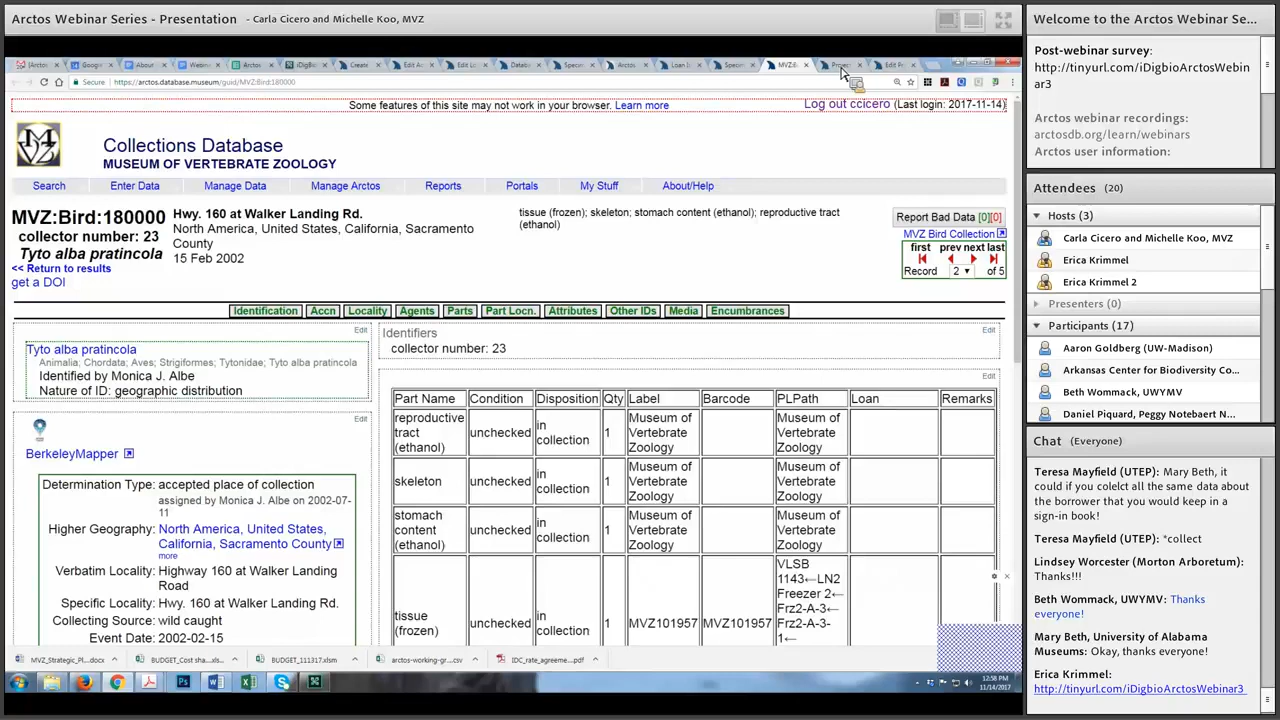 Arctos Webinar Series - Presentation - Carla Cicero and Michelle Koo, MVZ
Secure https://arctos.database.museum/guid/MVZ:Bird:180000
Some features of this site may not work in your browser. Learn more
Log out ccicero (Last login: 2017-11-14)
Collections Database
MUSEUM OF VERTEBRATE ZOOLOGY
Search Enter Data Manage Data Manage Arctos Reports Portals My Stuff About/Help
MVZ:Bird:180000
collector number: 23
Tyto alba pratincola
<< Return to results
get a DOI
Hwy. 160 at Walker Landing Rd.
North America, United States, California, Sacramento
County
15 Feb 2002
tissue (frozen); skeleton; stomach content (ethanol); reproductive tract
(ethanol)
Report Bad Data [0][0]
MVZ Bird Collection
first prev next last
Record 2 of 5
Identification Accn Locality Agents Parts Part Locn. Attributes Other IDs Media Encumbrances
Edit
Tyto alba pratincola
Animalia; Chordata; Aves; Strigiformes; Tytonidae; Tyto alba pratincola
Identified by Monica J. Albe
Nature of ID: geographic distribution
Edit
BerkeleyMapper
Determination Type: accepted place of collection
assigned by Monica J. Albe on 2002-07-
11
Higher Geography: North America, United States,
California, Sacramento County
more
Verbatim Locality: Highway 160 at Walker Landing
Road
Specific Locality: Hwy. 160 at Walker Landing Rd.
Collecting Source: wild caught
Event Date: 2002-02-15
Identifiers
Edit
collector number: 23
Edit
Part Name Condition Disposition Qty Label Barcode PLPath Loan Remarks
reproductive tract (ethanol) unchecked in collection 1 Museum of Vertebrate Zoology Museum of Vertebrate Zoology
skeleton unchecked in collection 1 Museum of Vertebrate Zoology Museum of Vertebrate Zoology
stomach content (ethanol) unchecked in collection 1 Museum of Vertebrate Zoology Museum of Vertebrate Zoology
tissue (frozen) unchecked in collection 1 MVZ101957 MVZ101957 VLSB 1143←LN2 Freezer 2← Frz2-A-3← Frz2-A-3-1←
MVZ_Strategic_Pl....docx BUDGET_Cost sha....xls... BUDGET_111317.xlsm arctos-working-gr....csv IDC_rate_agreeme....pdf
12:58 PM
11/14/2017
Welcome to the Arctos Webinar Se...
Post-webinar survey:
http://tinyurl.com/iDigbioArctosWebin
ar3
Arctos webinar recordings:
arctosdb.org/learn/webinars
Arctos user information:
Attendees (20)
Hosts (3)
Carla Cicero and Michelle Koo, MVZ
Erica Krimmel
Erica Krimmel 2
Presenters (0)
Participants (17)
Aaron Goldberg (UW-Madison)
Arkansas Center for Biodiversity Co...
Beth Wommack, UWYMV
Daniel Piquard, Peggy Notebaert N...
Chat (Everyone)
Teresa Mayfield (UTEP): Mary Beth, it
could if you colelct all the same data about
the borrower that you would keep in a
sign-in book!
Teresa Mayfield (UTEP): *collect
Lindsey Worcester (Morton Arboretum):
Thanks!!!
Beth Wommack, UWYMV: Thanks
everyone!
Mary Beth, University of Alabama
Museums: Okay, thanks everyone!
Erica Krimmel:
http://tinyurl.com/iDigbioArctosWebinar3